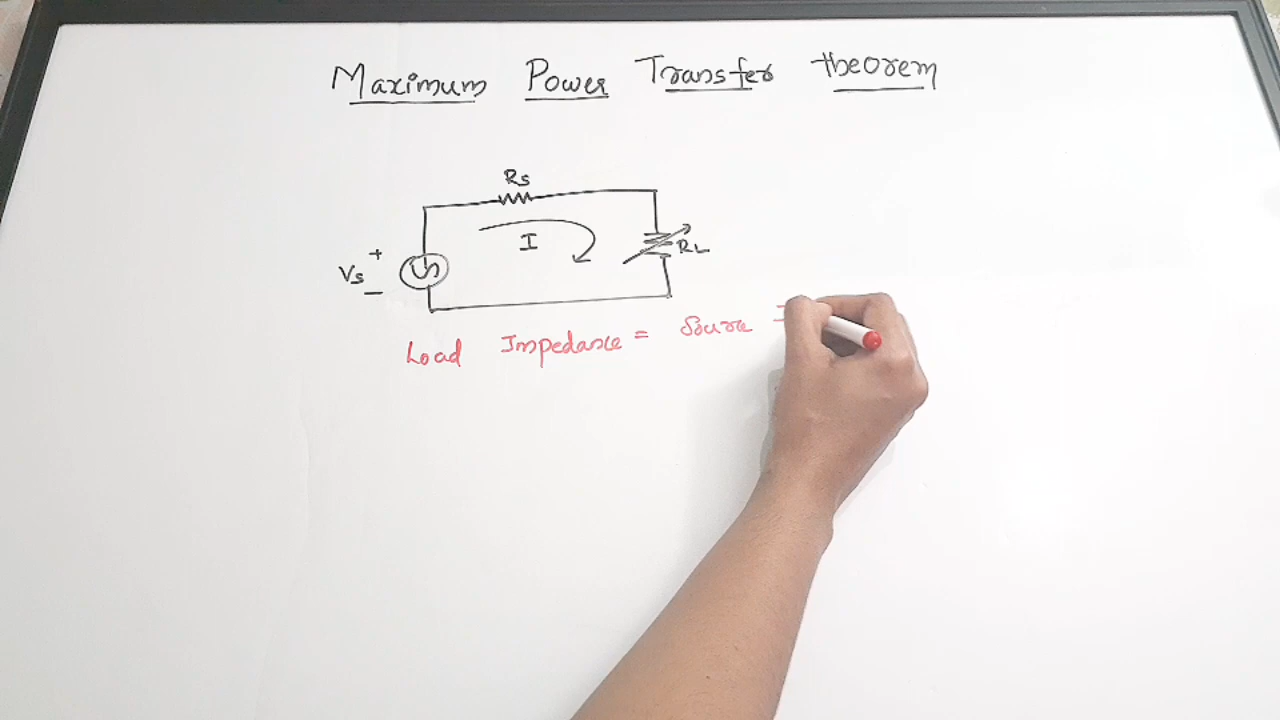 Maximum Power Transfer theorem
Rs
I
RL
Vs + −
Load Impedance = Source I